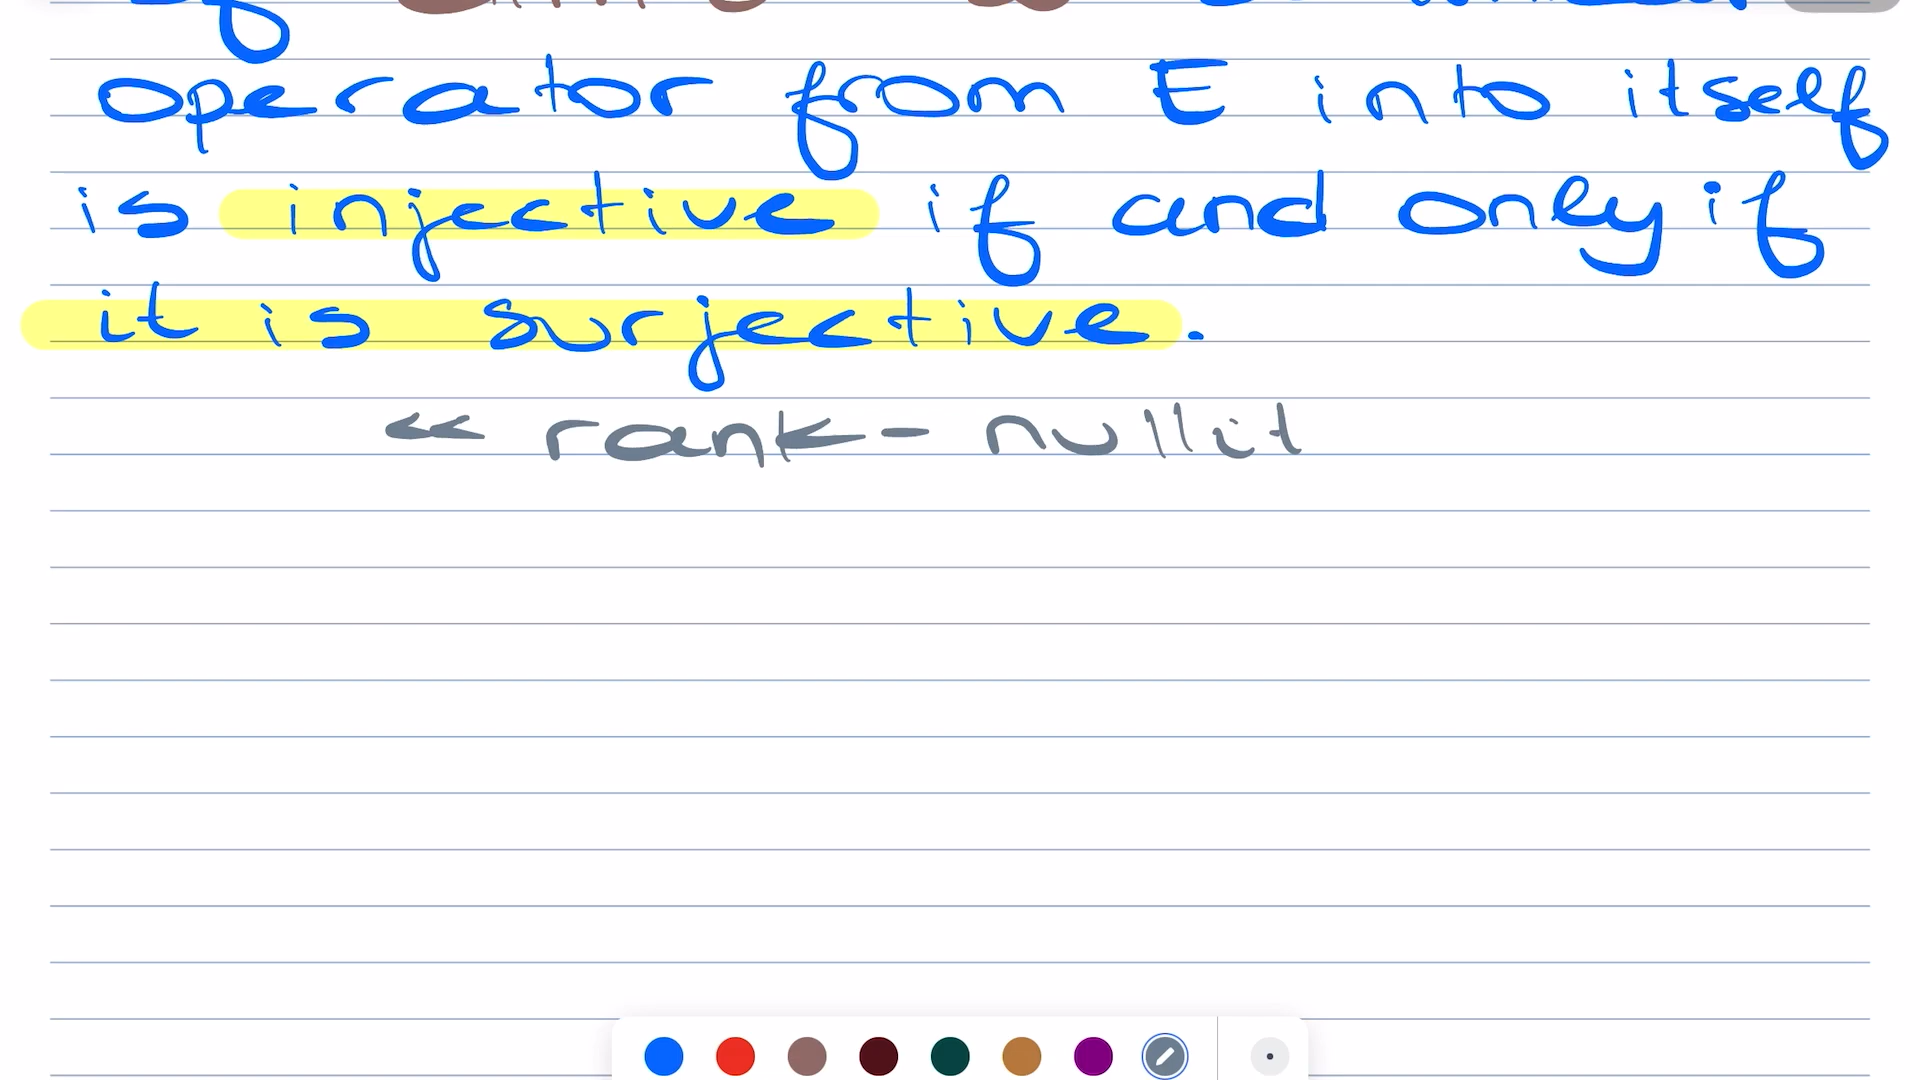 operator from E into itself
is injective if and only if
it is surjective.
« rank - nullit